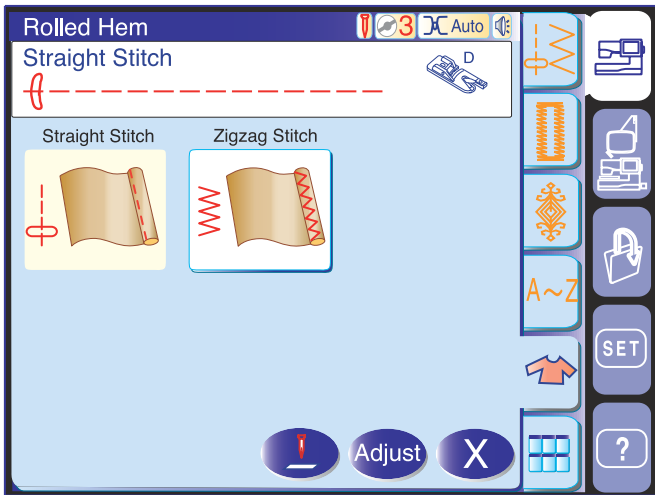 Rolled Hem 3 Auto
Straight Stitch D
Straight Stitch Zigzag Stitch
A~Z
SET
Adjust X ?